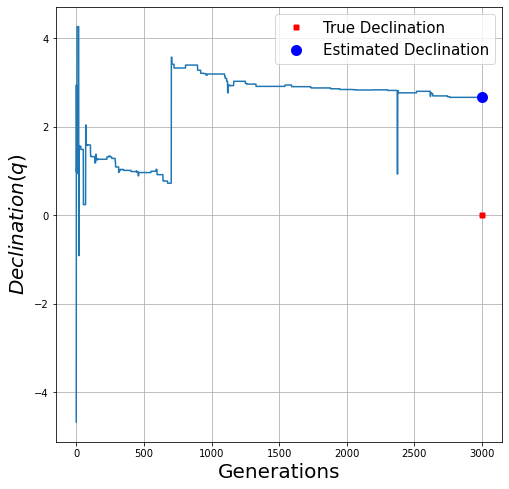 True Declination
Estimated Declination
4
2
0
−2
−4
Declination(q)
0 500 1000 1500 2000 2500 3000
Generations